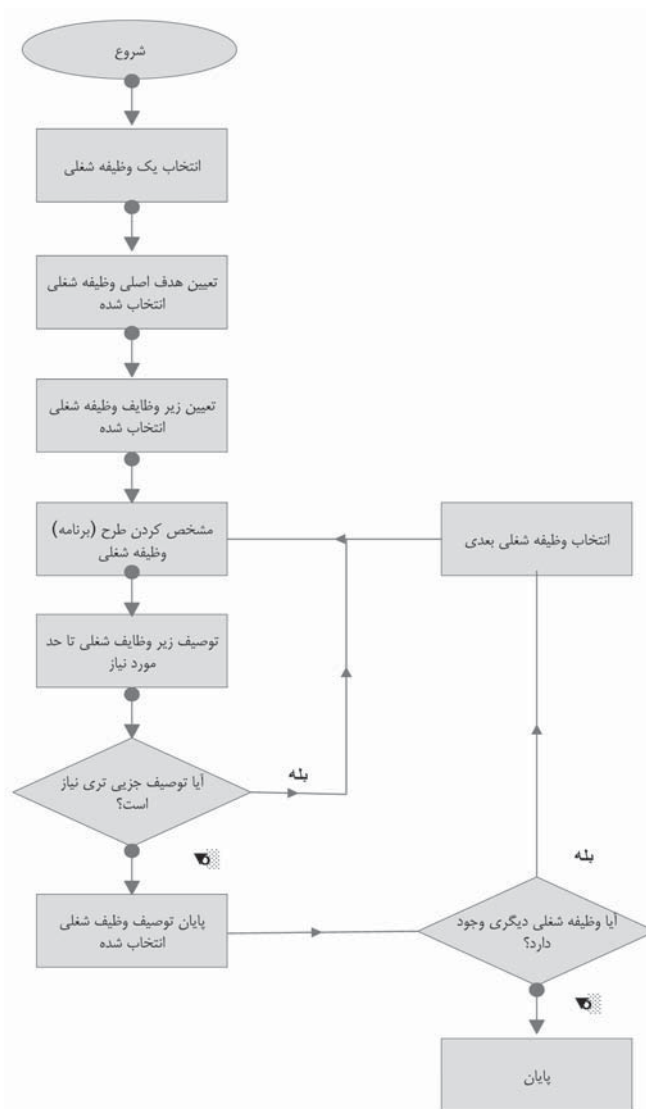 شروع
انتخاب یک وظیفه شغلی
تعیین هدف اصلی وظیفه شغلی
انتخاب شده
تعیین زیر وظایف وظیفه شغلی
انتخاب شده
مشخص کردن طرح (برنامه)
وظیفه شغلی
انتخاب وظیفه شغلی بعدی
توصیف زیر وظایف شغلی تا حد
مورد نیاز
آیا توصیف جزیی تری نیاز
است؟
بله
بله
پایان توصیف وظیف شغلی
انتخاب شده
آیا وظیفه شغلی دیگری وجود
دارد؟
پایان